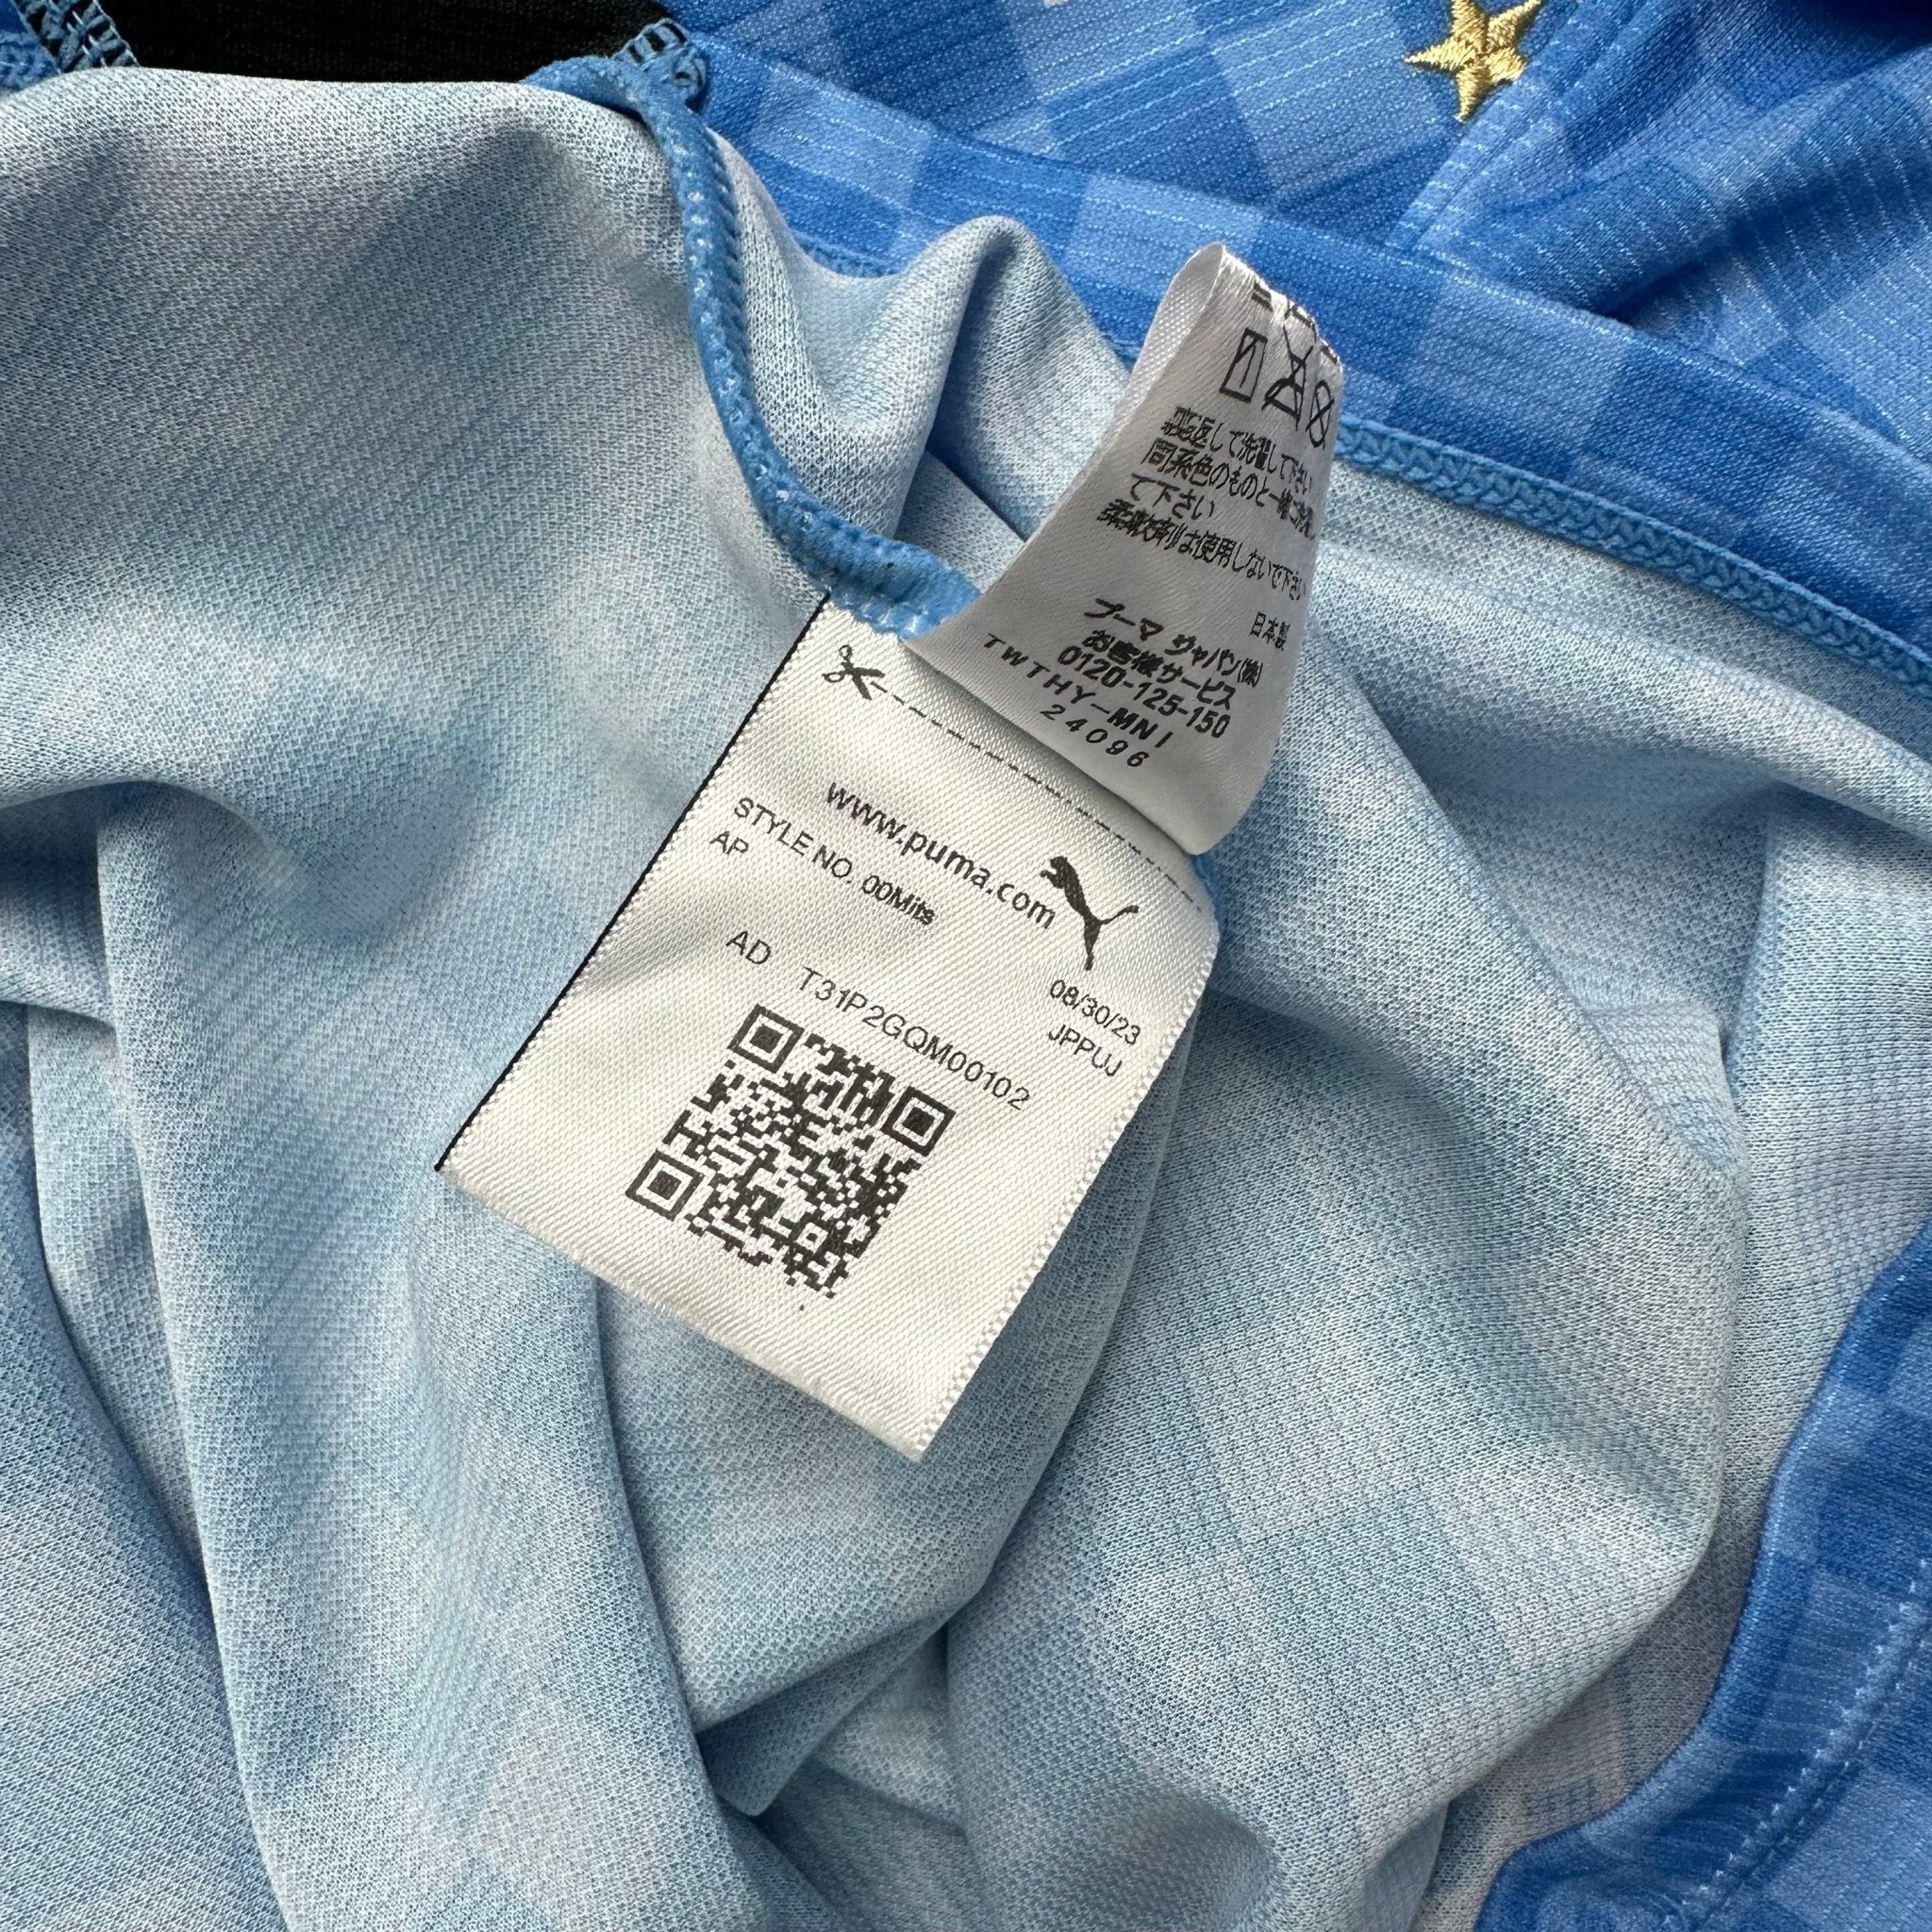 裏返して洗濯して下さい
同系色のものと一緒に洗濯し
て下さい
柔軟剤は使用しないで下さい
日本製
プーマ ジャパン(株)
お客様サービス
0120-125-150
TWTHY-MNI
24096
www.puma.com
STYLE NO. 00Mits
AP
08/30/23
JPPUJ
AD T31P2GQM00102